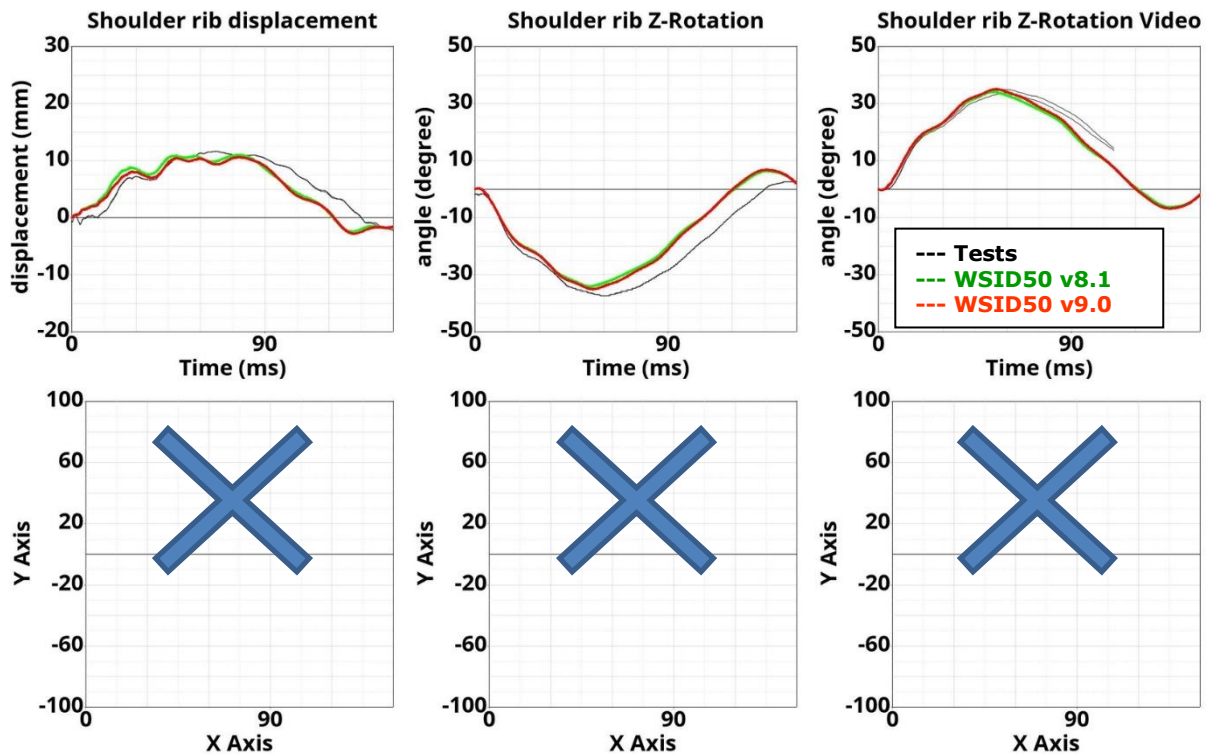 Shoulder rib displacement
30
20
10
0
-10
-20
displacement (mm)
0
90
Time (ms)
Shoulder rib Z-Rotation
50
30
10
-10
-30
-50
angle (degree)
0
90
Time (ms)
Shoulder rib Z-Rotation Video
50
30
10
-10
-30
-50
angle (degree)
--- Tests
--- WSID50 v8.1
--- WSID50 v9.0
0
90
Time (ms)
100
60
20
-20
-60
-100
Y Axis
0
90
X Axis
100
60
20
-20
-60
-100
Y Axis
0
90
X Axis
100
60
20
-20
-60
-100
Y Axis
0
90
X Axis